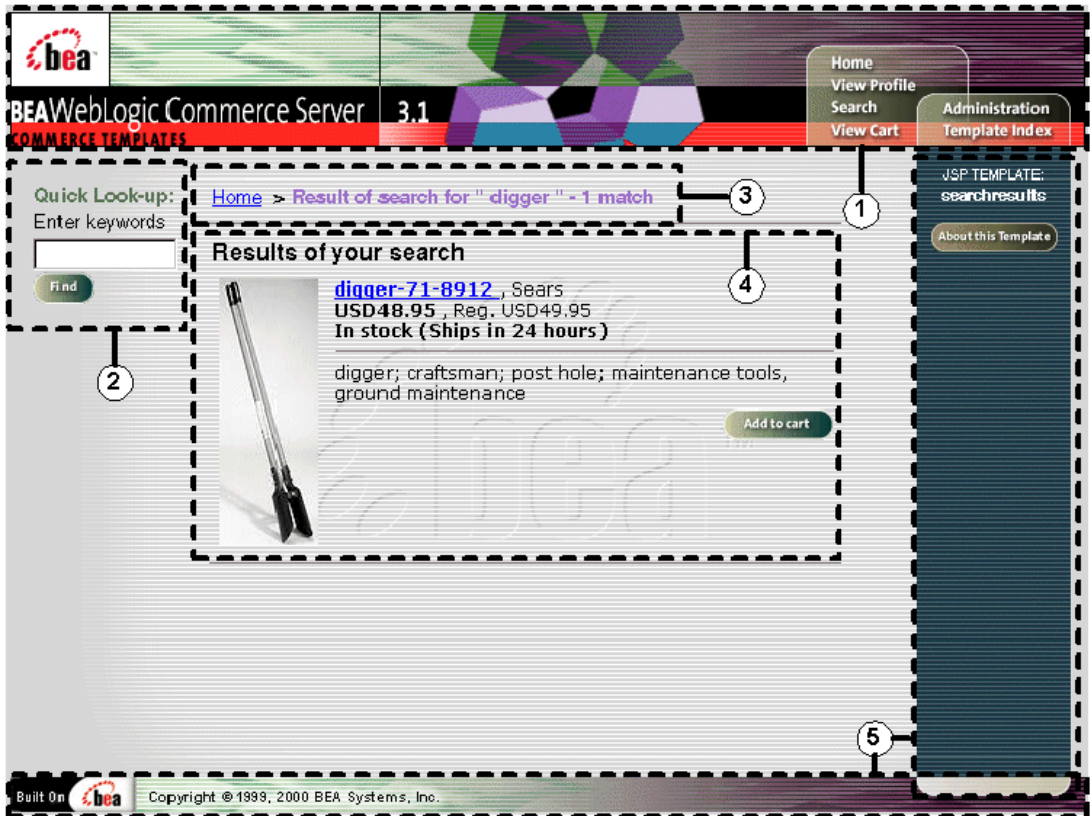 bea
BEA WebLogic Commerce Server 3.1
COMMERCE TEMPLATES
Home
View Profile
Search
View Cart
Administration
Template Index
1
Quick Look-up:
Enter keywords
Find
2
Home > Result of search for " digger " - 1 match
3
Results of your search
digger-71-8912 , Sears
USD48.95 , Reg. USD49.95
In stock (Ships in 24 hours)
digger; craftsman; post hole; maintenance tools,
ground maintenance
Add to cart
bea
TM
4
JSP TEMPLATE:
searchresults
About this Template
5
Built On bea Copyright © 1999, 2000 BEA Systems, Inc.